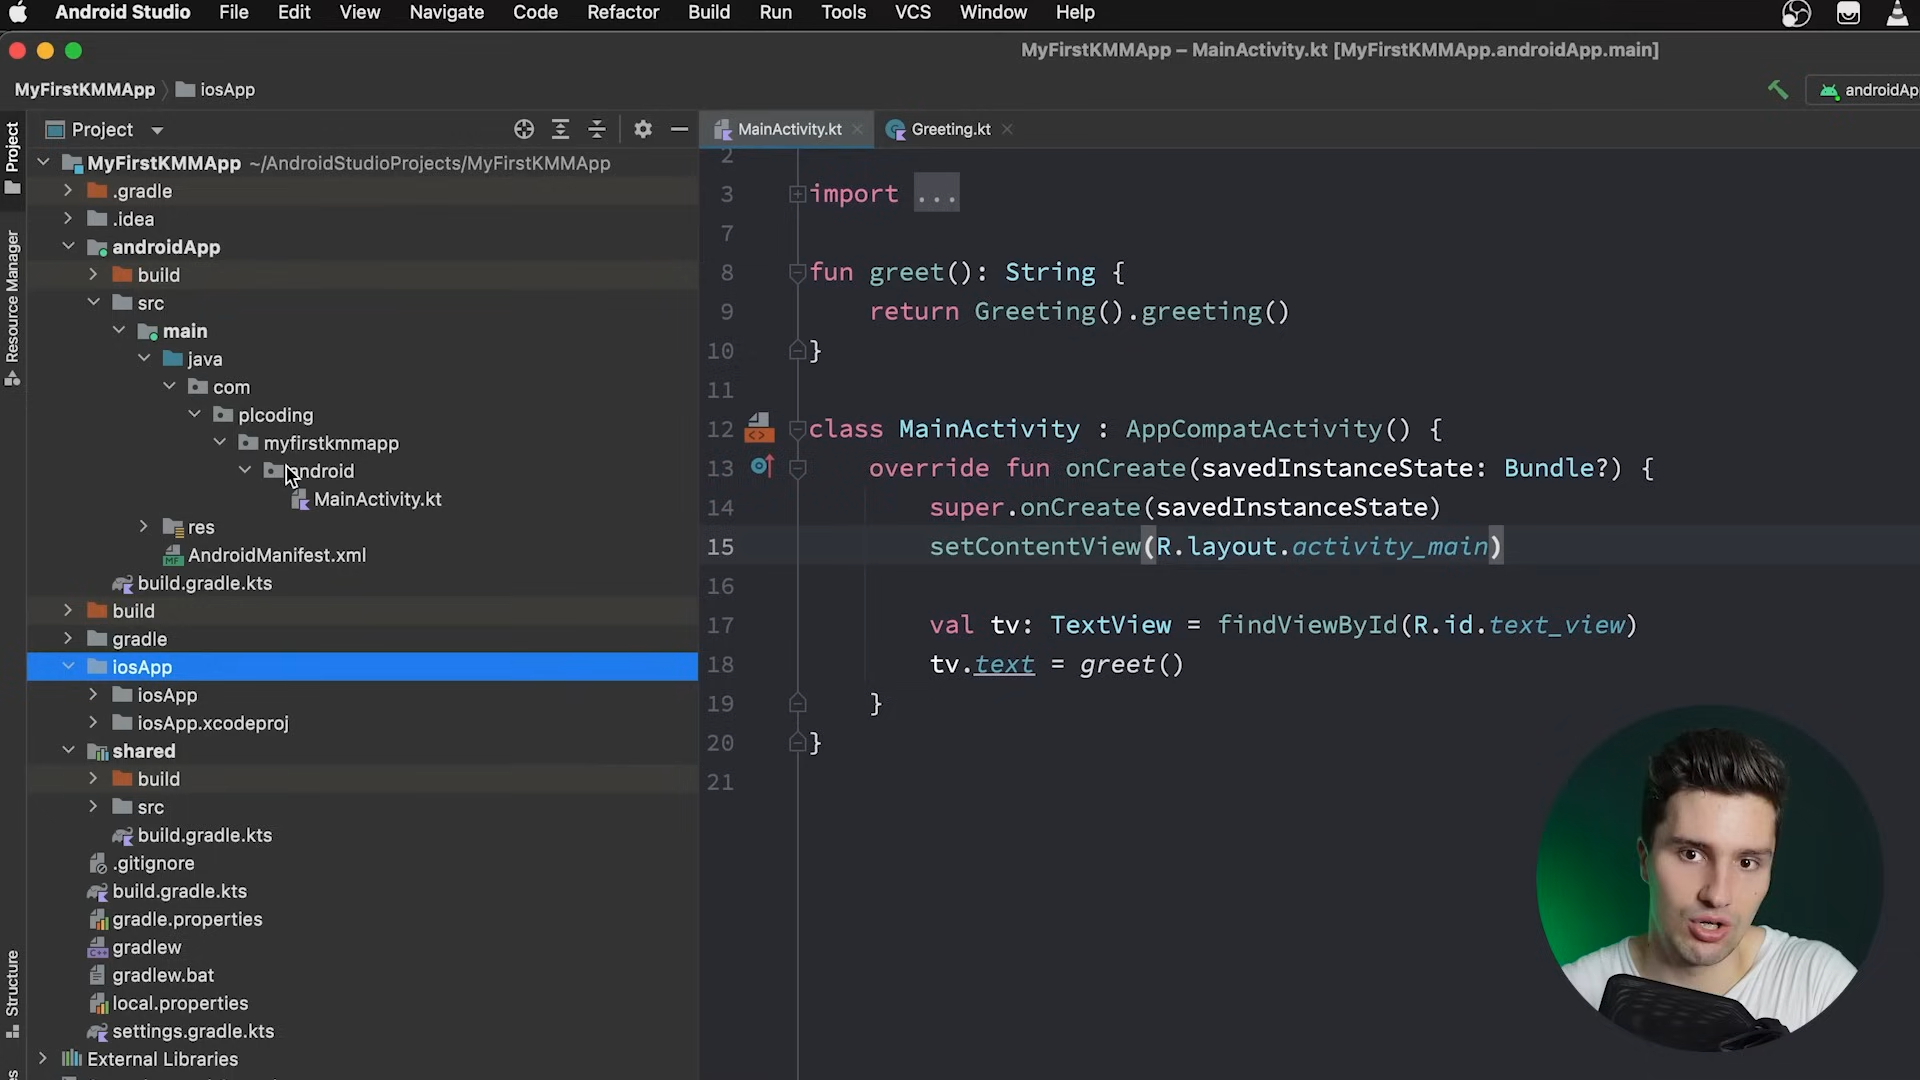 Android Studio File Edit View Navigate Code Refactor Build Run Tools VCS Window Help
MyFirstKMMApp – MainActivity.kt [MyFirstKMMApp.androidApp.main]
MyFirstKMMApp iosApp androidAp
Project
Resource Manager
Structure
Project
MyFirstKMMApp ~/AndroidStudioProjects/MyFirstKMMApp
.gradle
.idea
androidApp
build
src
main
java
com
plcoding
myfirstkmmapp
android
MainActivity.kt
res
AndroidManifest.xml
build.gradle.kts
build
gradle
iosApp
iosApp
iosApp.xcodeproj
shared
build
src
build.gradle.kts
.gitignore
build.gradle.kts
gradle.properties
gradlew
gradlew.bat
local.properties
settings.gradle.kts
External Libraries
MainActivity.kt Greeting.kt
2
3 import ...
7
8 fun greet(): String {
9 return Greeting().greeting()
10 }
11
12 class MainActivity : AppCompatActivity() {
13 override fun onCreate(savedInstanceState: Bundle?) {
14 super.onCreate(savedInstanceState)
15 setContentView(R.layout.activity_main)
16
17 val tv: TextView = findViewById(R.id.text_view)
18 tv.text = greet()
19 }
20 }
21